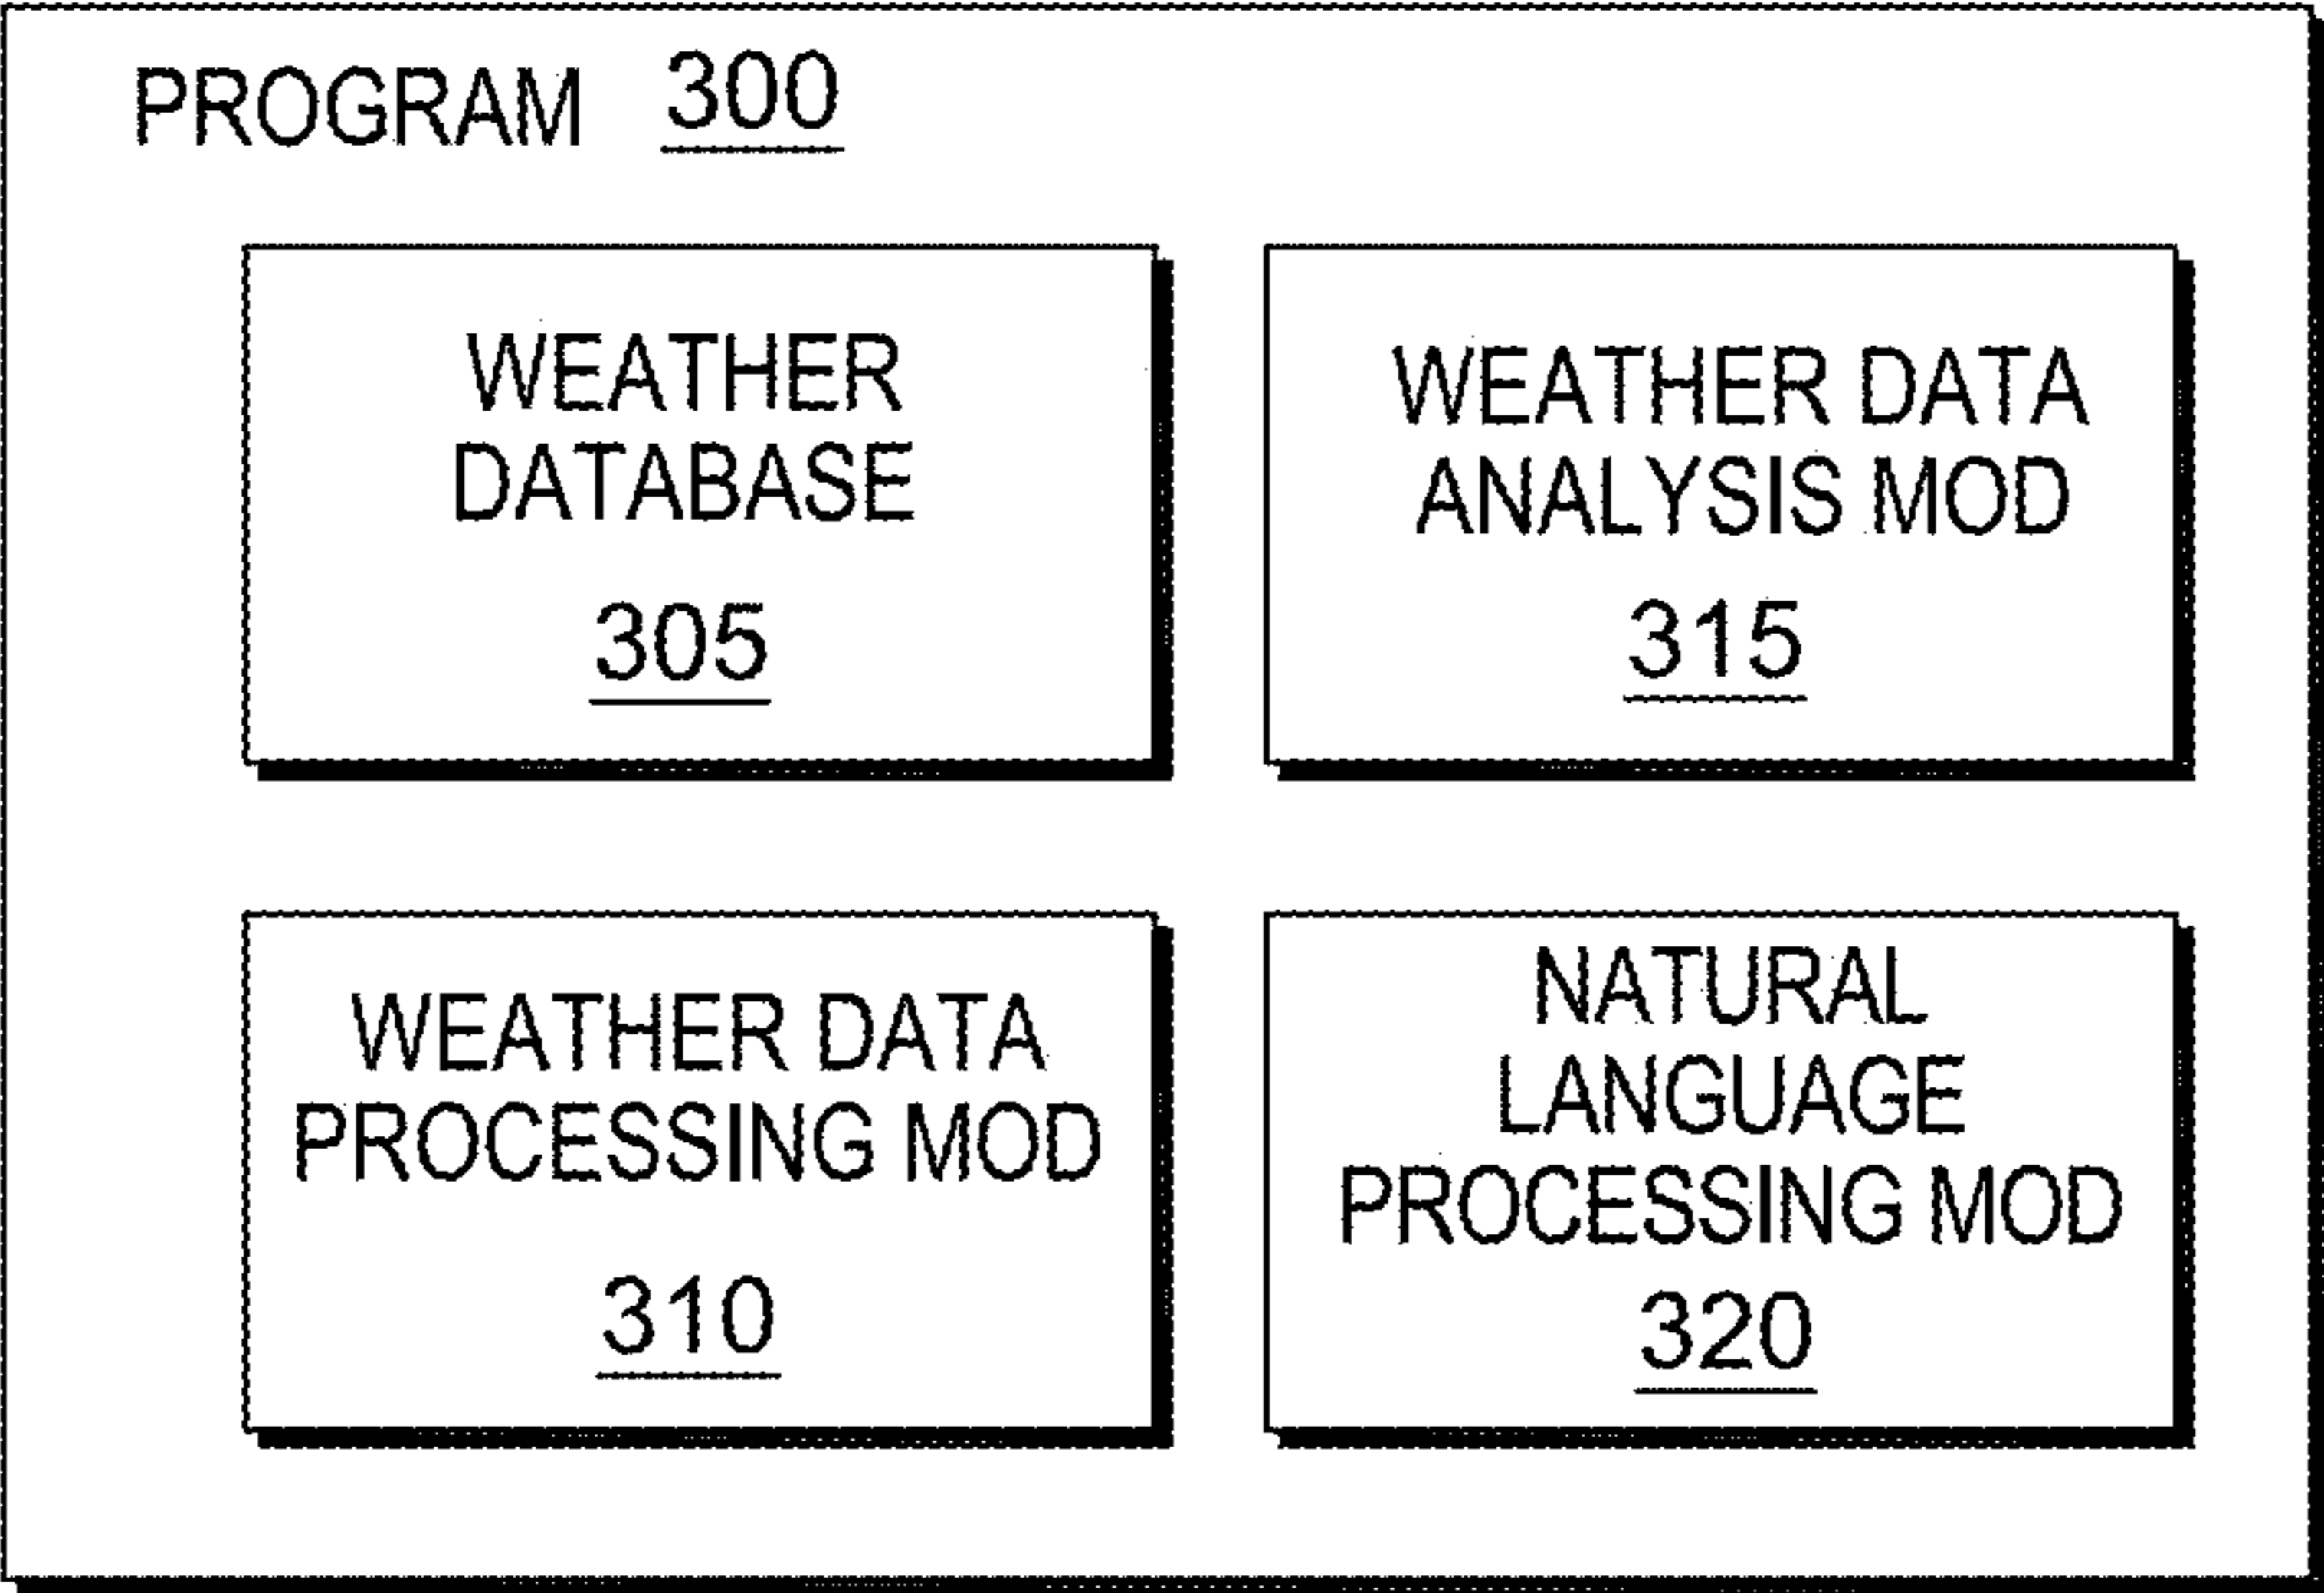 PROGRAM 300
WEATHER
DATABASE
305
WEATHER DATA
ANALYSIS MOD
315
WEATHER DATA
PROCESSING MOD
310
NATURAL
LANGUAGE
PROCESSING MOD
320